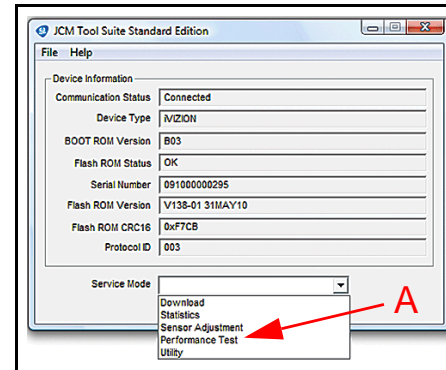 JCM Tool Suite Standard Edition
File Help
Device Information
Communication Status Connected
Device Type iVIZION
BOOT ROM Version B03
Flash ROM Status OK
Serial Number 091000000295
Flash ROM Version V138-01 31MAY10
Flash ROM CRC16 0xF7CB
Protocol ID 003
Service Mode
Download
Statistics
Sensor Adjustment
Performance Test
Utility
A